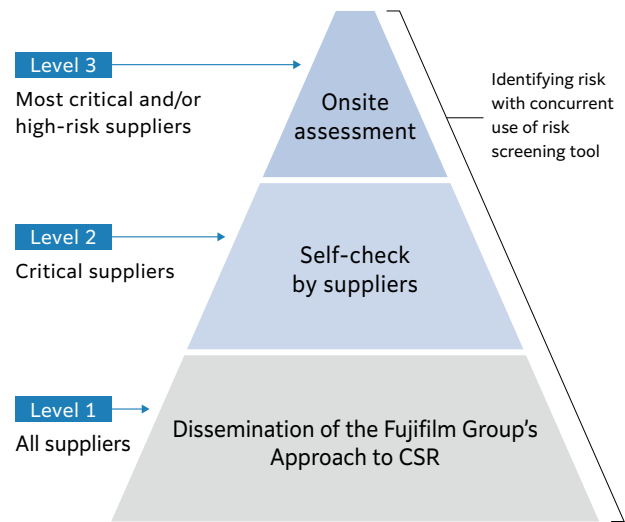 Level 3
Most critical and/or
high-risk suppliers
Onsite
assessment
Identifying risk
with concurrent
use of risk
screening tool
Level 2
Critical suppliers
Self-check
by suppliers
Level 1
All suppliers
Dissemination of the Fujifilm Group's
Approach to CSR